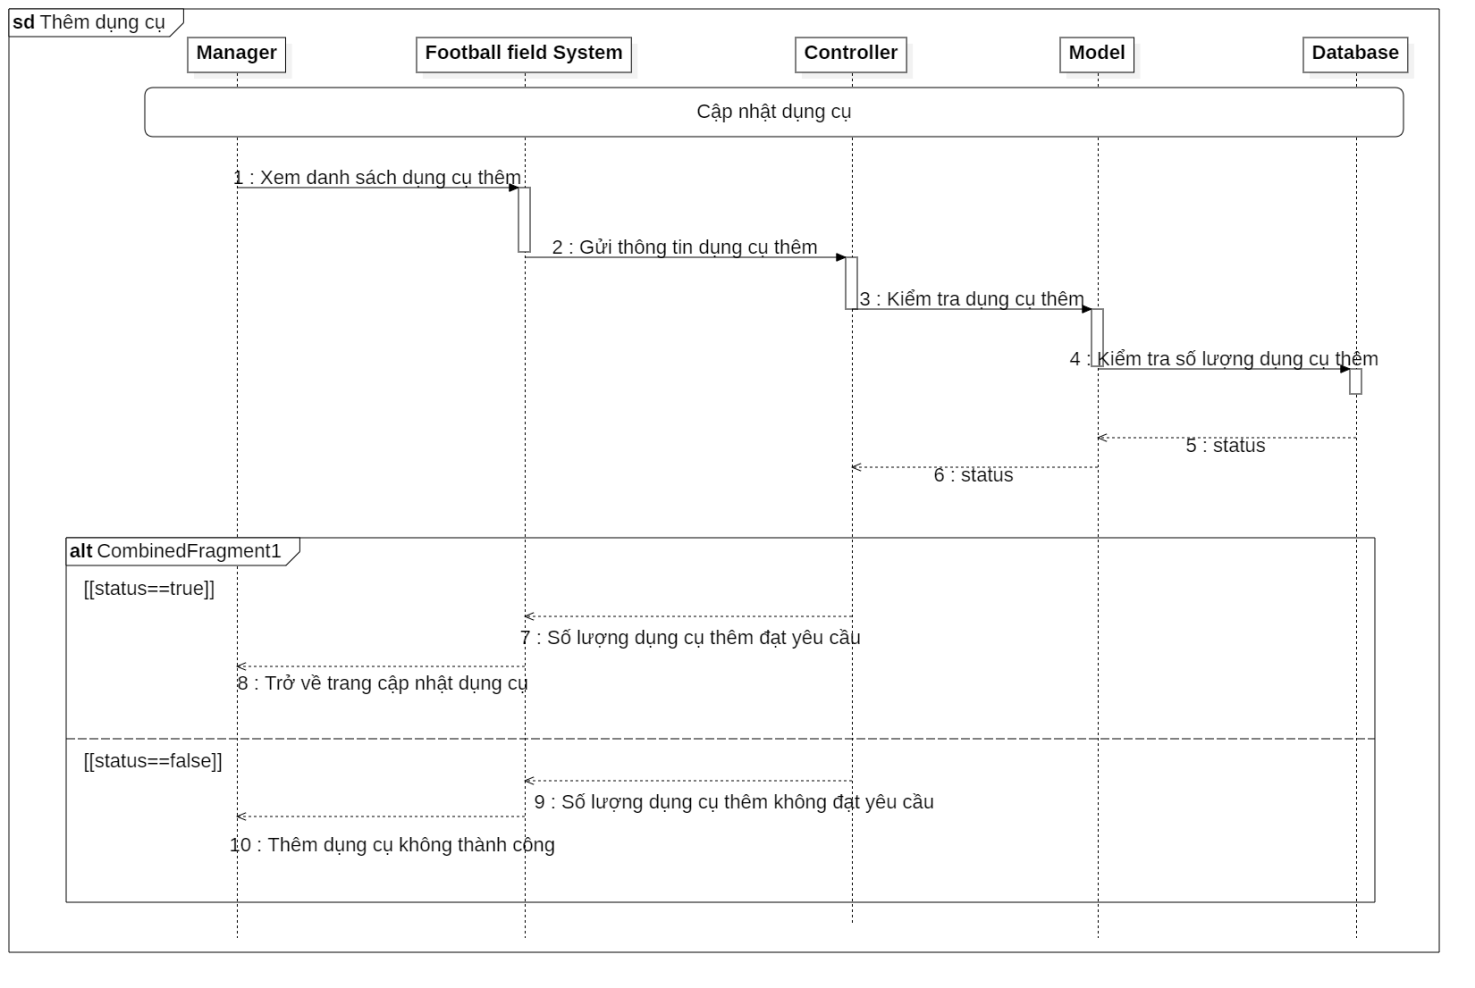 sd Thêm dụng cụ
Manager
Football field System
Controller
Model
Database
Cập nhật dụng cụ
1 : Xem danh sách dụng cụ thêm
2 : Gửi thông tin dụng cụ thêm
3 : Kiểm tra dụng cụ thêm
4 : Kiểm tra số lượng dụng cụ thêm
5 : status
6 : status
alt CombinedFragment1
[[status==true]]
7 : Số lượng dụng cụ thêm đạt yêu cầu
8 : Trở về trang cập nhật dụng cụ
[[status==false]]
9 : Số lượng dụng cụ thêm không đạt yêu cầu
10 : Thêm dụng cụ không thành công